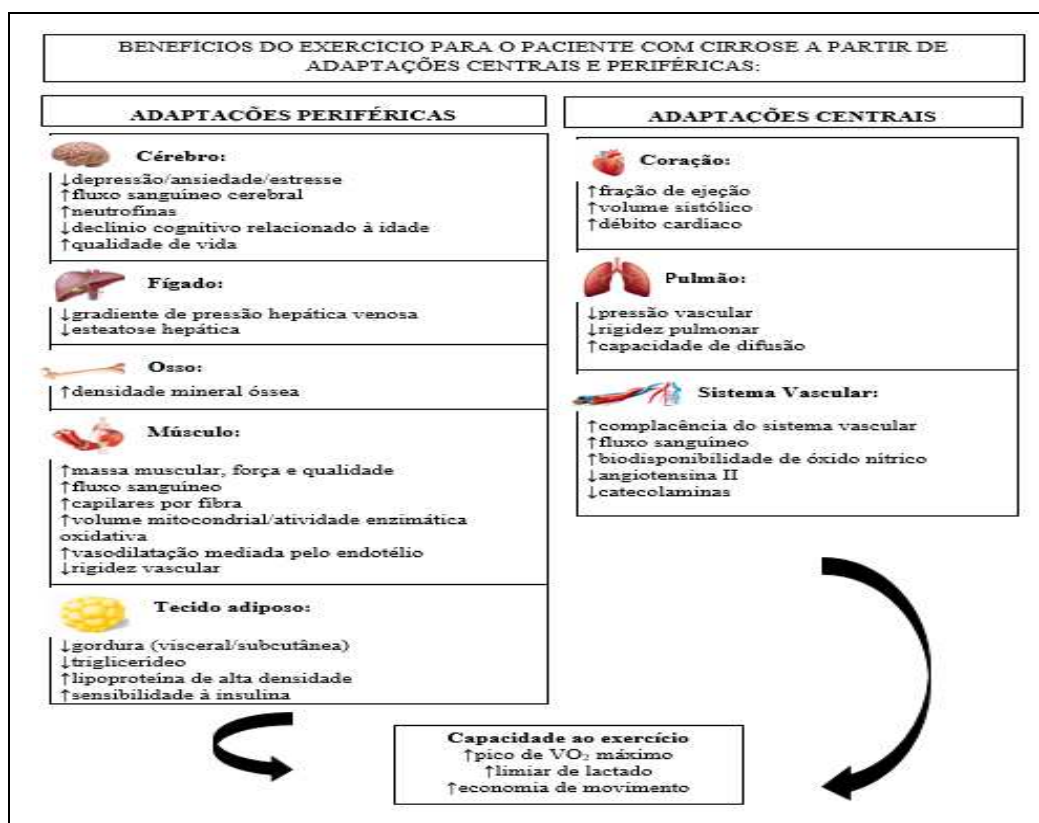 BENEFÍCIOS DO EXERCICIO PARA O PACIENTE COM CIRROSE A PARTIR DE
ADAPTAÇÕES CENTRAIS E PERIFÉRICAS:
ADAPTAÇÕES PERIFÉRICAS
Cérebro:
↓depressão/ansiedade/estresse
↑fluxo sanguíneo cerebral
↑neutrofinas
↓declinio cognitivo relacionado à idade
↑qualidade de vida
Fígado:
↓gradiente de pressão hepática venosa
↓esteatose hepática
Osso:
↑densidade mineral óssea
Músculo:
↑massa muscular, força e qualidade
↑fluxo sanguíneo
↑capilares por fibra
↑volume mitocondrial/atividade enzimática
oxidativa
↑vasodilatação mediada pelo endotélio
↓rigidez vascular
Tecido adiposo:
↓gordura (visceral/subcutânea)
↓triglicerídeo
↑lipoproteína de alta densidade
↑sensibilidade à insulina
ADAPTAÇÕES CENTRAIS
Coração:
↑fração de ejeção
↑volume sistólico
↑débito cardíaco
Pulmão:
↓pressão vascular
↓rigidez pulmonar
↑capacidade de difusão
Sistema Vascular:
↑complacência do sistema vascular
↑fluxo sanguíneo
↑biodisponibilidade de óxido nítrico
↓angiotensina II
↓catecolaminas
Capacidade ao exercício
↑pico de VO₂ máximo
↑limiar de lactado
↑economia de movimento